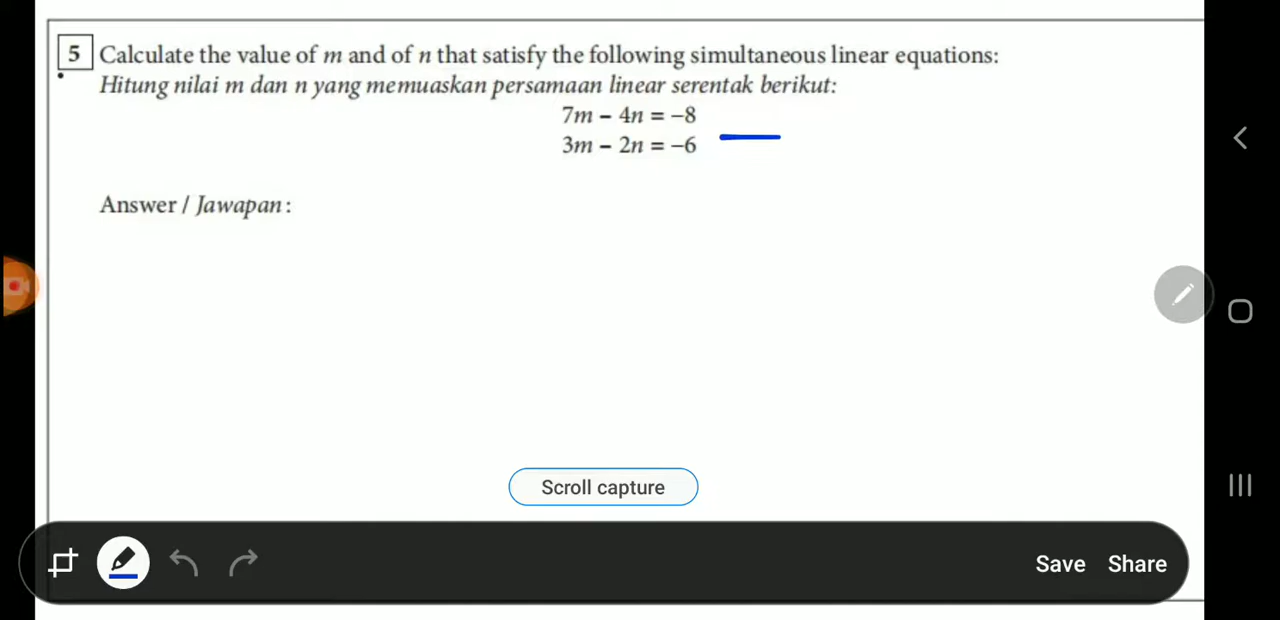 5 Calculate the value of m and of n that satisfy the following simultaneous linear equations:
Hitung nilai m dan n yang memuaskan persamaan linear serentak berikut:
7m – 4n = –8
3m – 2n = –6
Answer / Jawapan :
Scroll capture
Save Share